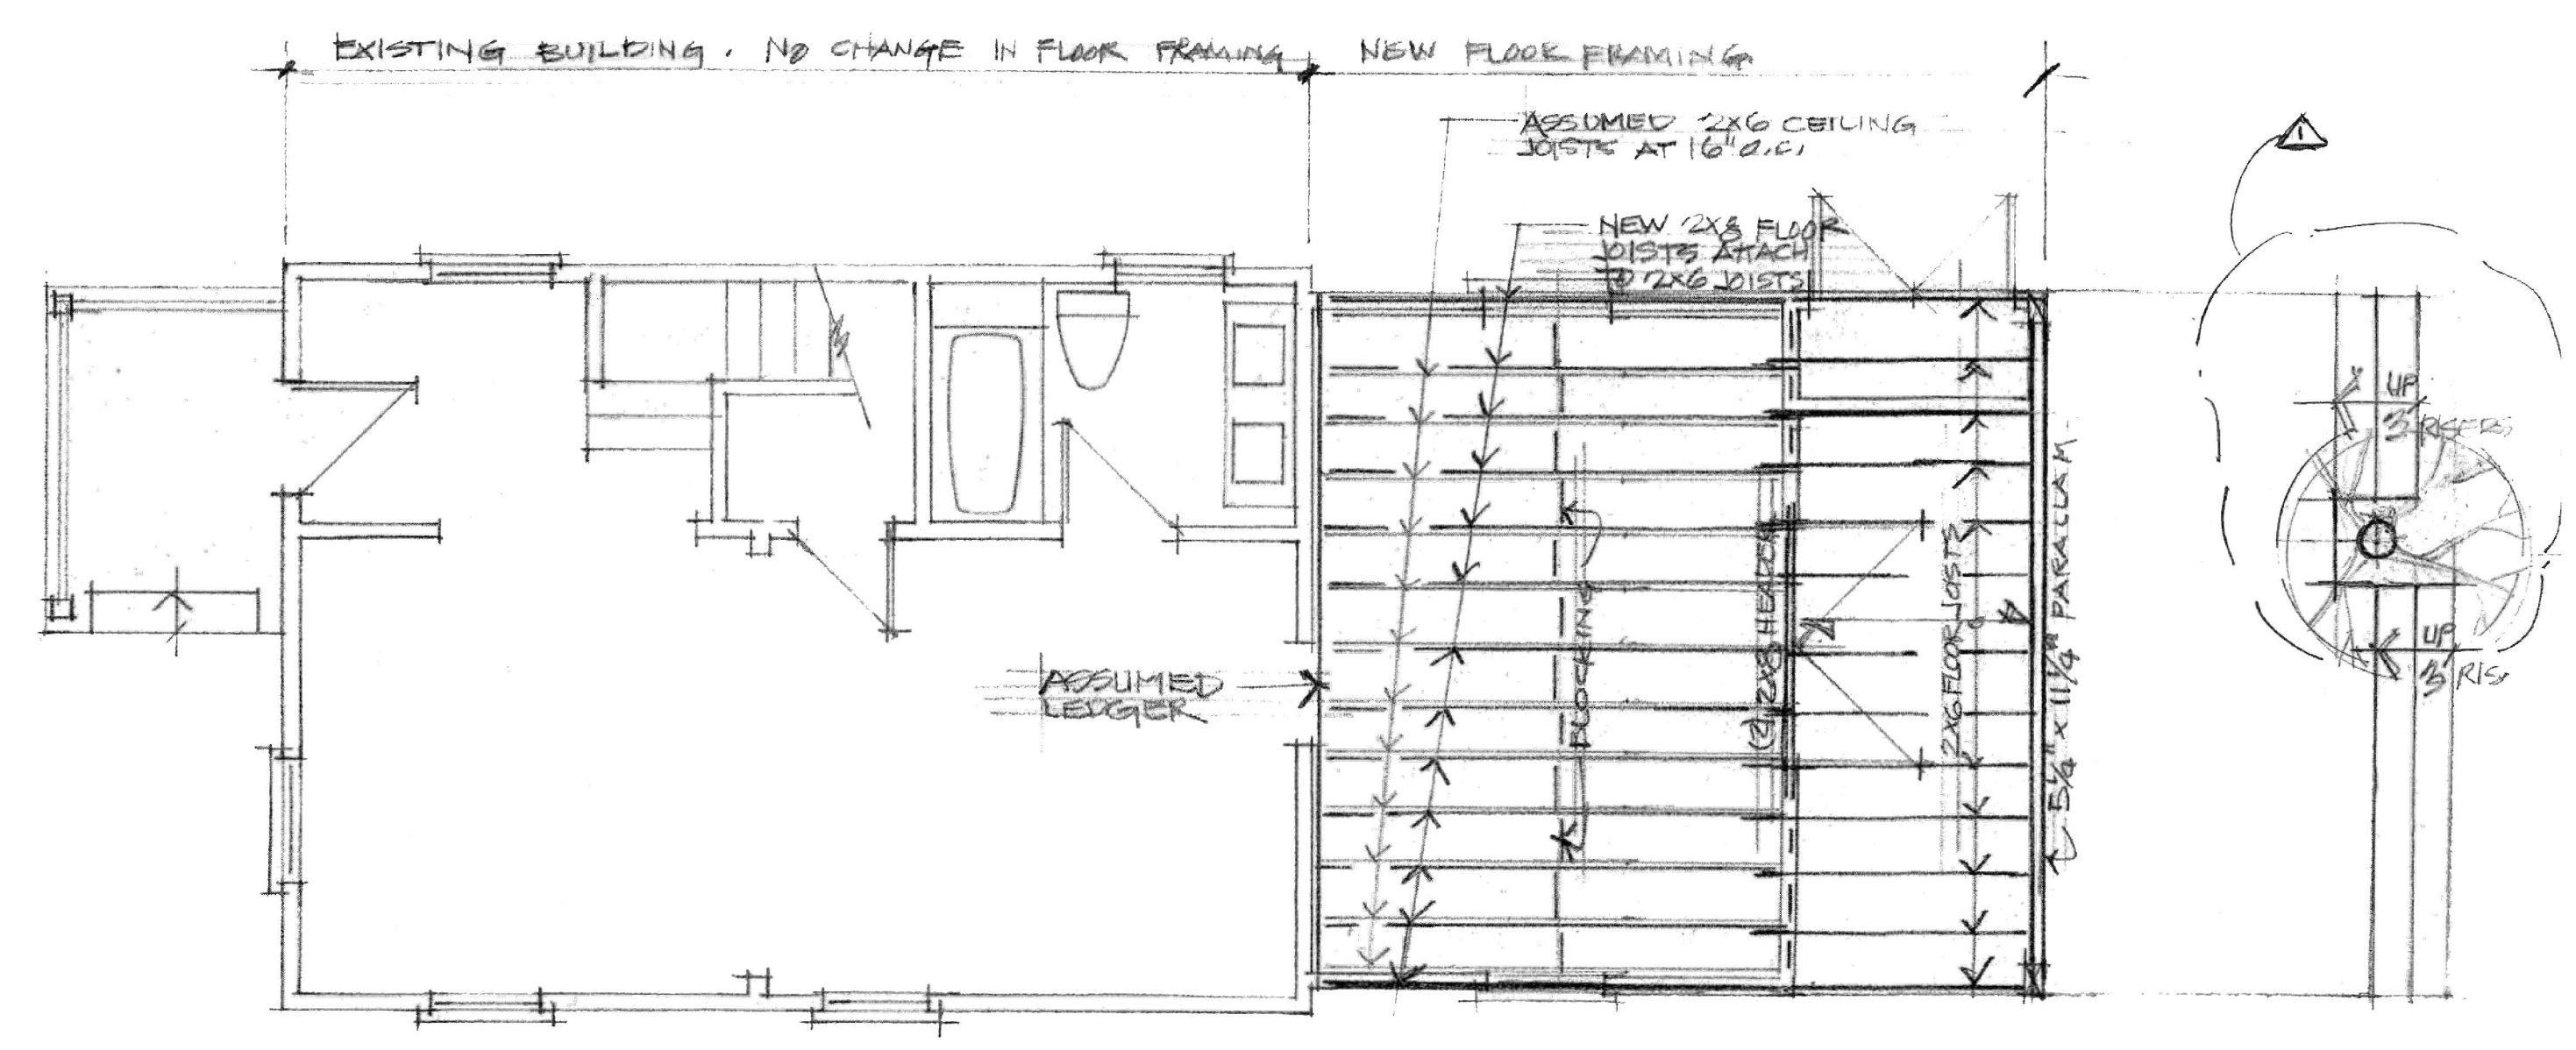 EXISTING BUILDING. NO CHANGE IN FLOOR FRAMING
NEW FLOOR FRAMING
ASSUMED 2X6 CEILING
JOISTS AT 16" O.C.
1
NEW 2X8 FLOOR
JOISTS ATTACH
TO 2X6 JOISTS
UP
3 RISERS
ASSUMED
LEDGER
BLOCKING
(2) 2X8 HEADER
2X6 FLOOR JOISTS
5 1/4" X 11 1/4" PARALLAM
UP
3 RIS.